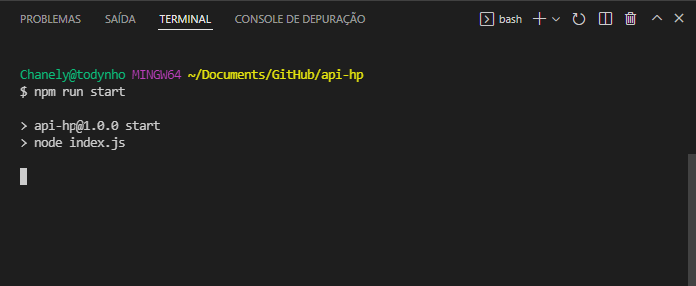 PROBLEMAS SAÍDA TERMINAL CONSOLE DE DEPURAÇÃO bash
Chanely@todynho MINGW64 ~/Documents/GitHub/api-hp
$ npm run start
> api-hp@1.0.0 start
> node index.js